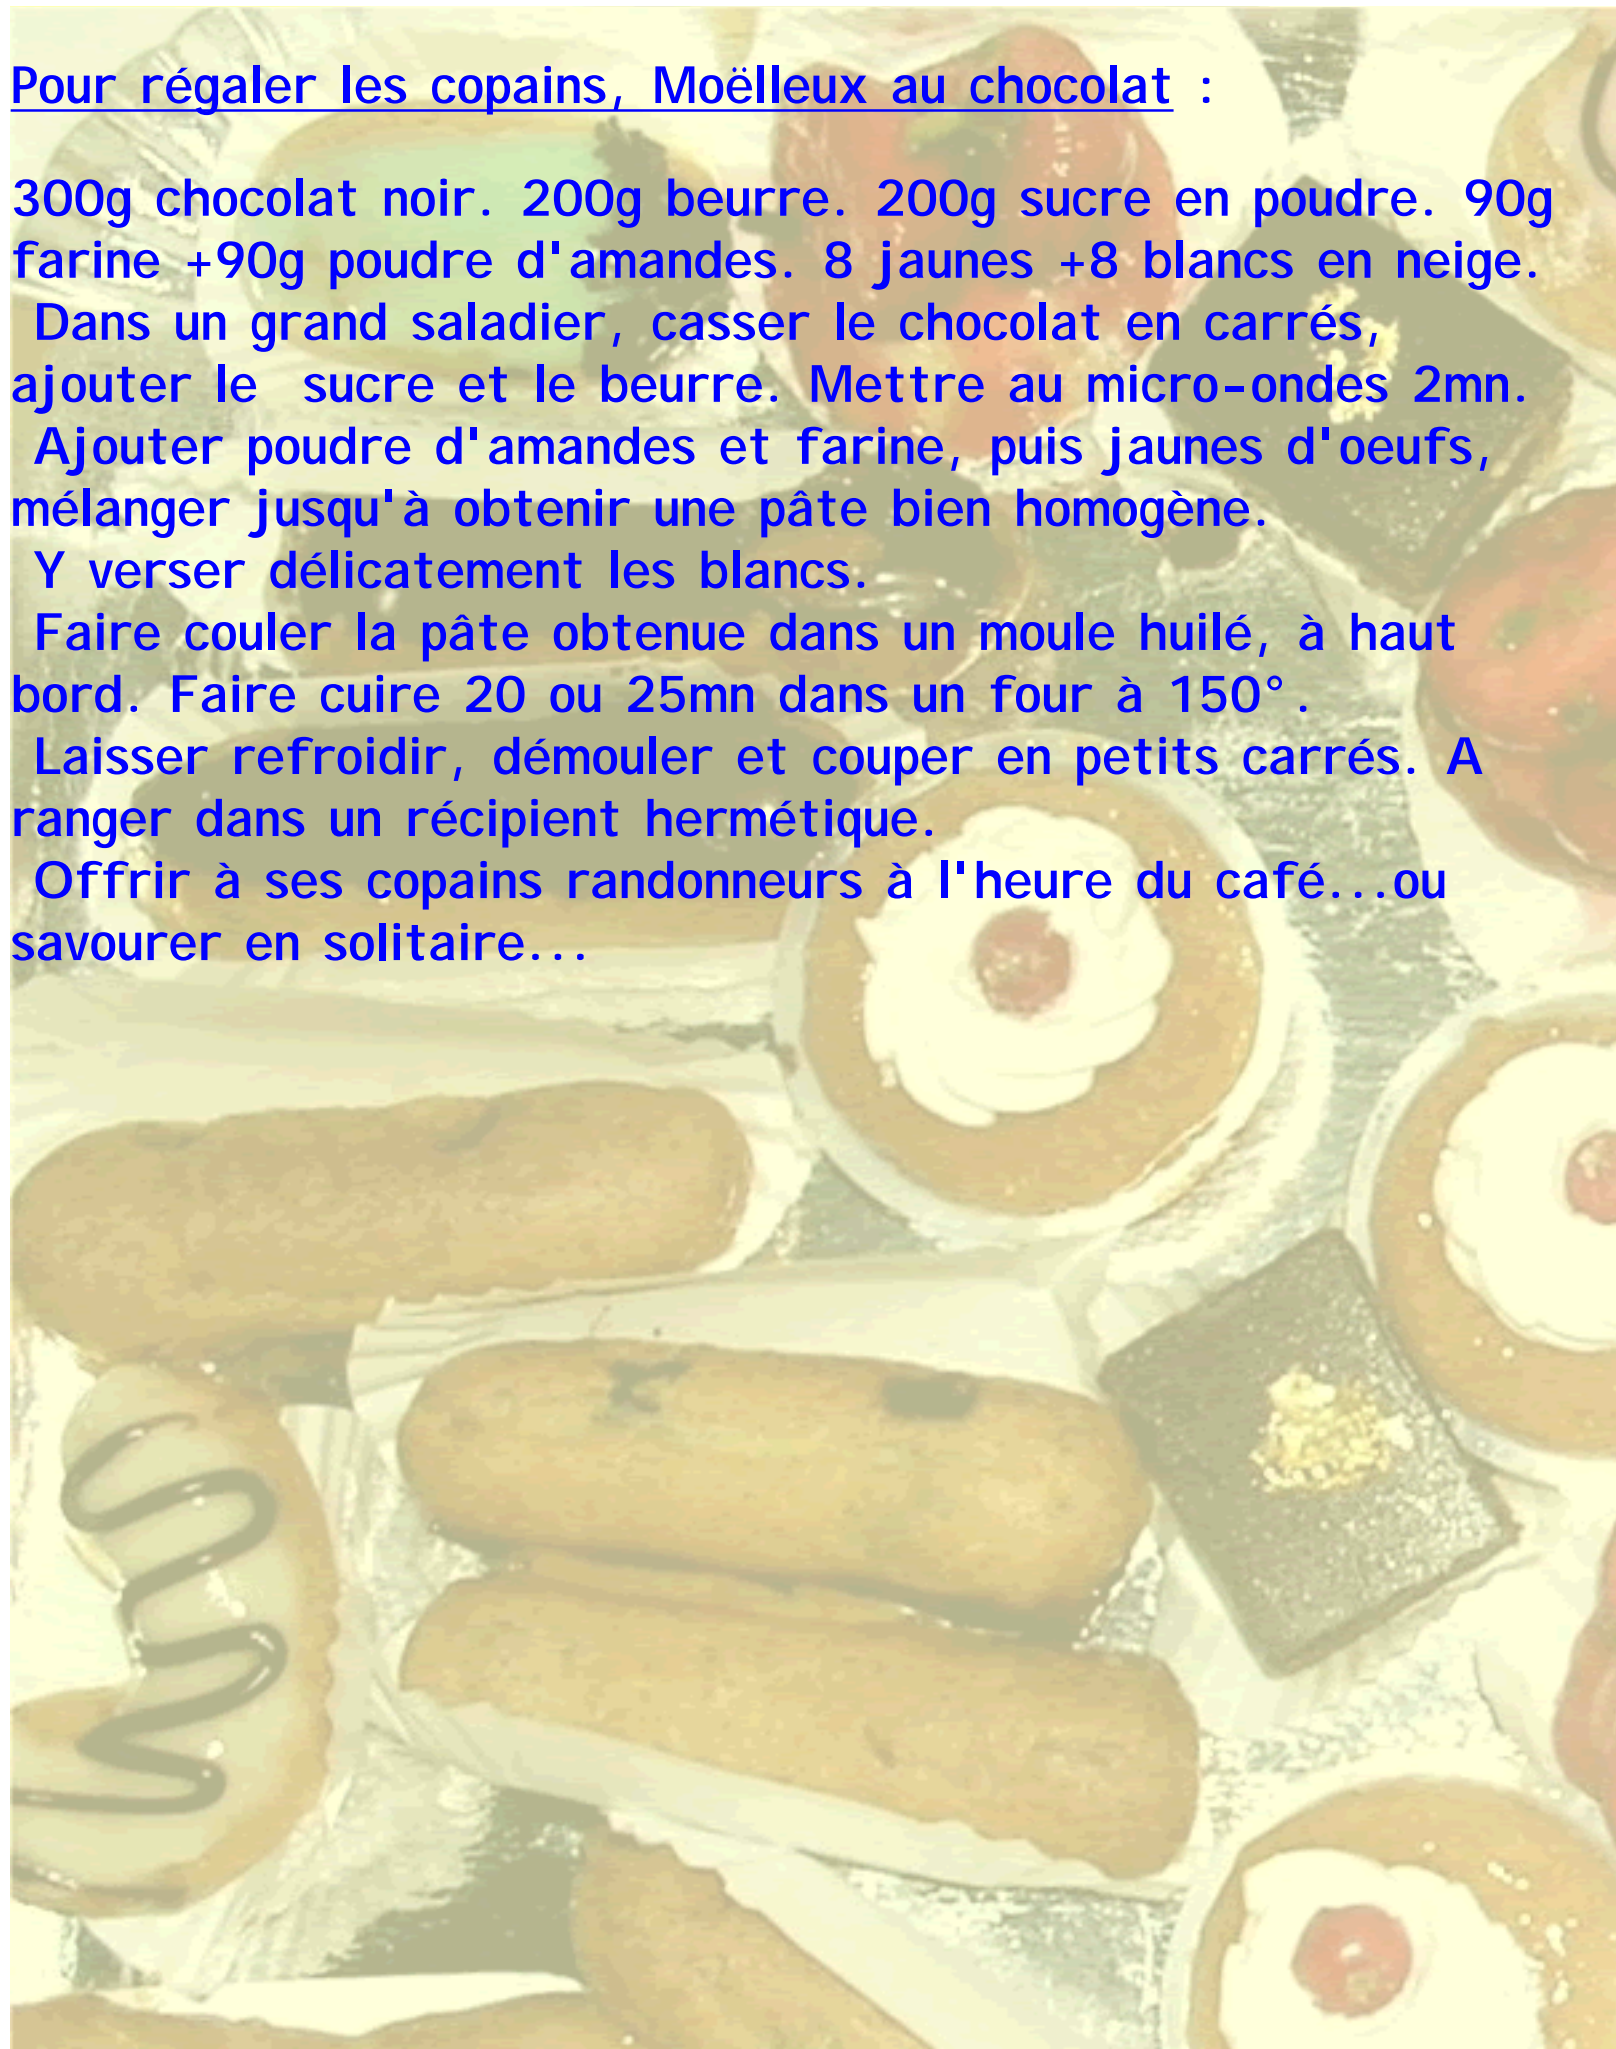 Pour régaler les copains, Moëlleux au chocolat :
300g chocolat noir. 200g beurre. 200g sucre en poudre. 90g
farine +90g poudre d'amandes. 8 jaunes +8 blancs en neige.
Dans un grand saladier, casser le chocolat en carrés,
ajouter le  sucre et le beurre. Mettre au micro-ondes 2mn.
Ajouter poudre d'amandes et farine, puis jaunes d'oeufs,
mélanger jusqu'à obtenir une pâte bien homogène.
Y verser délicatement les blancs.
Faire couler la pâte obtenue dans un moule huilé, à haut
bord. Faire cuire 20 ou 25mn dans un four à 150°.
Laisser refroidir, démouler et couper en petits carrés. A
ranger dans un récipient hermétique.
Offrir à ses copains randonneurs à l'heure du café...ou
savourer en solitaire...